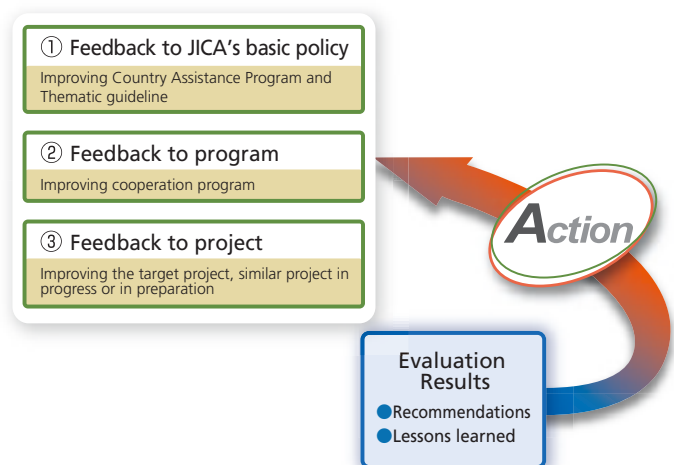 ① Feedback to JICA's basic policy
Improving Country Assistance Program and
Thematic guideline
② Feedback to program
Improving cooperation program
③ Feedback to project
Improving the target project, similar project in
progress or in preparation
Action
Evaluation
Results
●Recommendations
●Lessons learned